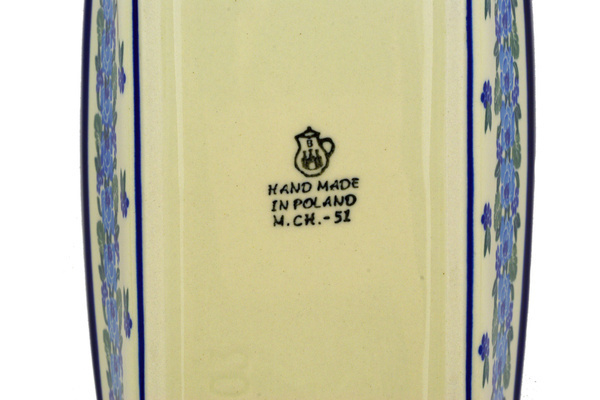 B
HAND MADE
IN POLAND
M.CH.-51